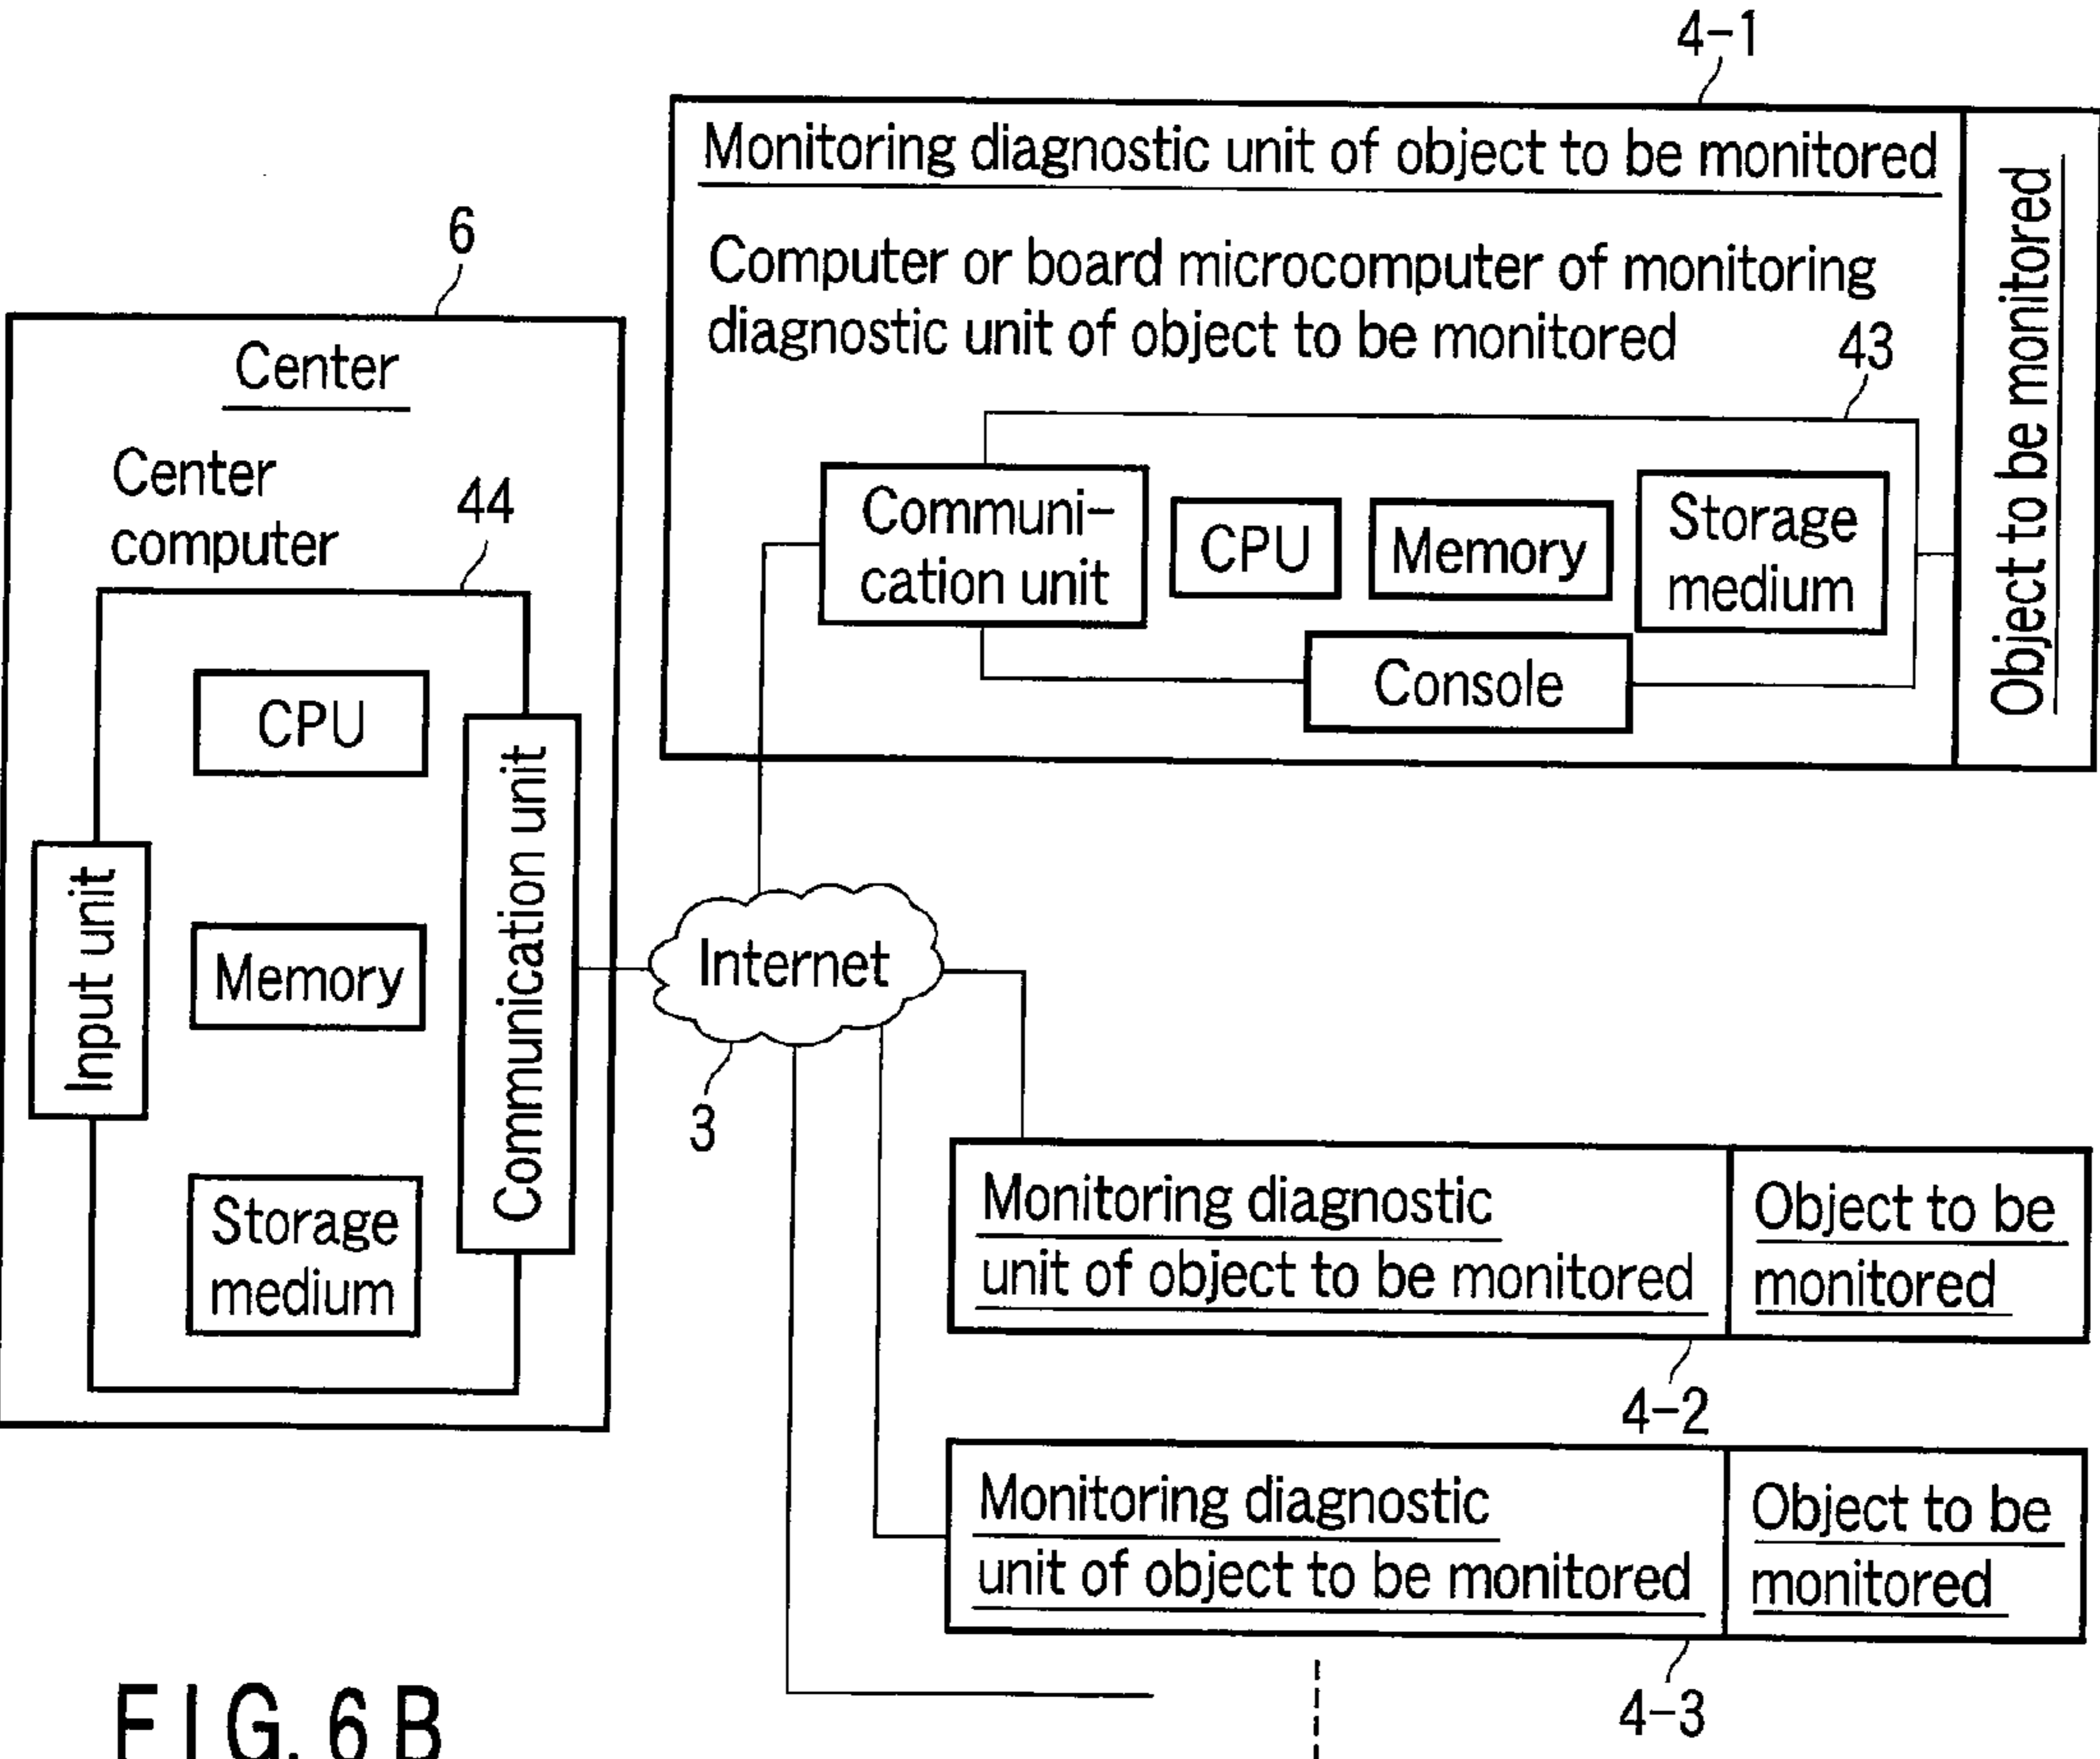 4-1
Monitoring diagnostic unit of object to be monitored
Computer or board microcomputer of monitoring
diagnostic unit of object to be monitored
43
Communi-
cation unit
CPU
Memory
Storage
medium
Console
Object to be monitored
6
Center
Center
computer
44
CPU
Input unit
Memory
Communication unit
Storage
medium
Internet
3
Monitoring diagnostic
unit of object to be monitored
Object to be
monitored
4-2
Monitoring diagnostic
unit of object to be monitored
Object to be
monitored
4-3
FIG. 6B